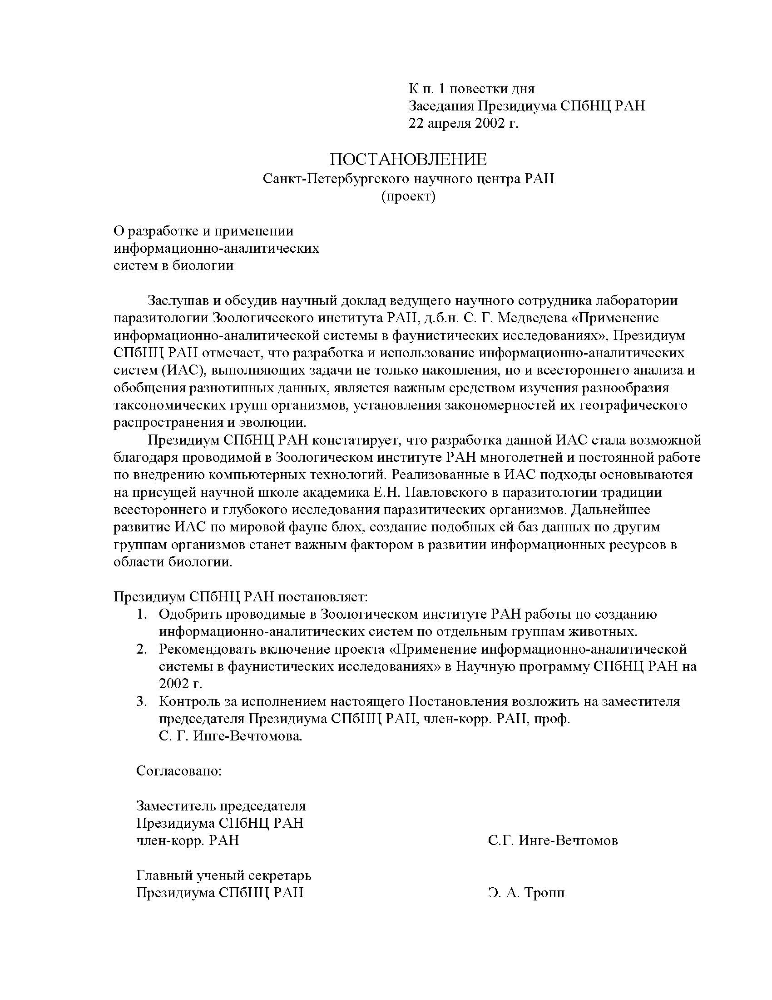 К п. 1 повестки дня
Заседания Президиума СПбНЦ РАН
22 апреля 2002 г.
ПОСТАНОВЛЕНИЕ
Санкт-Петербургского научного центра РАН
(проект)
О разработке и применении
информационно-аналитических
систем в биологии
Заслушав и обсудив научный доклад ведущего научного сотрудника лаборатории
паразитологии Зоологического института РАН, д.б.н. С. Г. Медведева «Применение
информационно-аналитической системы в фаунистических исследованиях», Президиум
СПбНЦ РАН отмечает, что разработка и использование информационно-аналитических
систем (ИАС), выполняющих задачи не только накопления, но и всестороннего анализа и
обобщения разнотипных данных, является важным средством изучения разнообразия
таксономических групп организмов, установления закономерностей их географического
распространения и эволюции.
Президиум СПбНЦ РАН констатирует, что разработка данной ИАС стала возможной
благодаря проводимой в Зоологическом институте РАН многолетней и постоянной работе
по внедрению компьютерных технологий. Реализованные в ИАС подходы основываются
на присущей научной школе академика Е.Н. Павловского в паразитологии традиции
всестороннего и глубокого исследования паразитических организмов. Дальнейшее
развитие ИАС по мировой фауне блох, создание подобных ей баз данных по другим
группам организмов станет важным фактором в развитии информационных ресурсов в
области биологии.
Президиум СПбНЦ РАН постановляет:
1. Одобрить проводимые в Зоологическом институте РАН работы по созданию
информационно-аналитических систем по отдельным группам животных.
2. Рекомендовать включение проекта «Применение информационно-аналитической
системы в фаунистических исследованиях» в Научную программу СПбНЦ РАН на
2002 г.
3. Контроль за исполнением настоящего Постановления возложить на заместителя
председателя Президиума СПбНЦ РАН, член-корр. РАН, проф.
С. Г. Инге-Вечтомова.
Согласовано:
Заместитель председателя
Президиума СПбНЦ РАН
член-корр. РАН С.Г. Инге-Вечтомов
Главный ученый секретарь
Президиума СПбНЦ РАН Э. А. Тропп